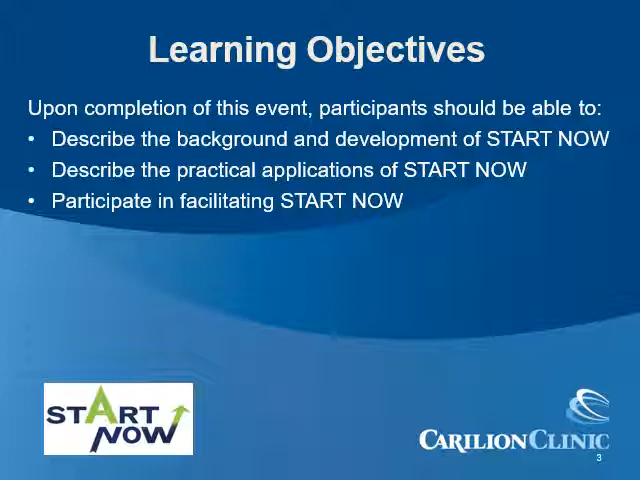 Learning Objectives
Upon completion of this event, participants should be able to:
• Describe the background and development of START NOW
• Describe the practical applications of START NOW
• Participate in facilitating START NOW
START
NOW
CARILION CLINIC
3